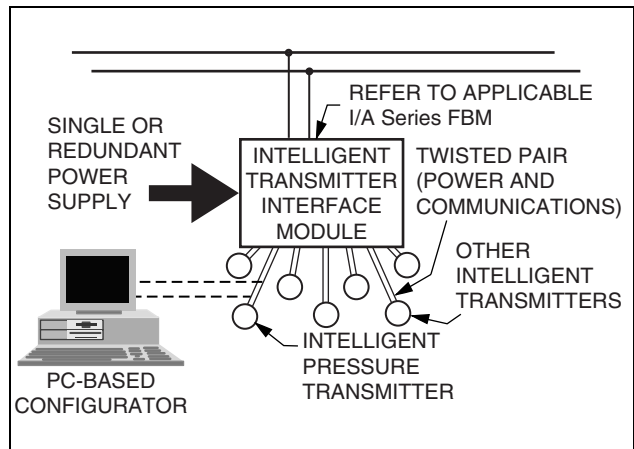 REFER TO APPLICABLE
I/A Series FBM
SINGLE OR
REDUNDANT
POWER
SUPPLY
INTELLIGENT
TRANSMITTER
INTERFACE
MODULE
TWISTED PAIR
(POWER AND
COMMUNICATIONS)
OTHER
INTELLIGENT
TRANSMITTERS
INTELLIGENT
PRESSURE
TRANSMITTER
PC-BASED
CONFIGURATOR